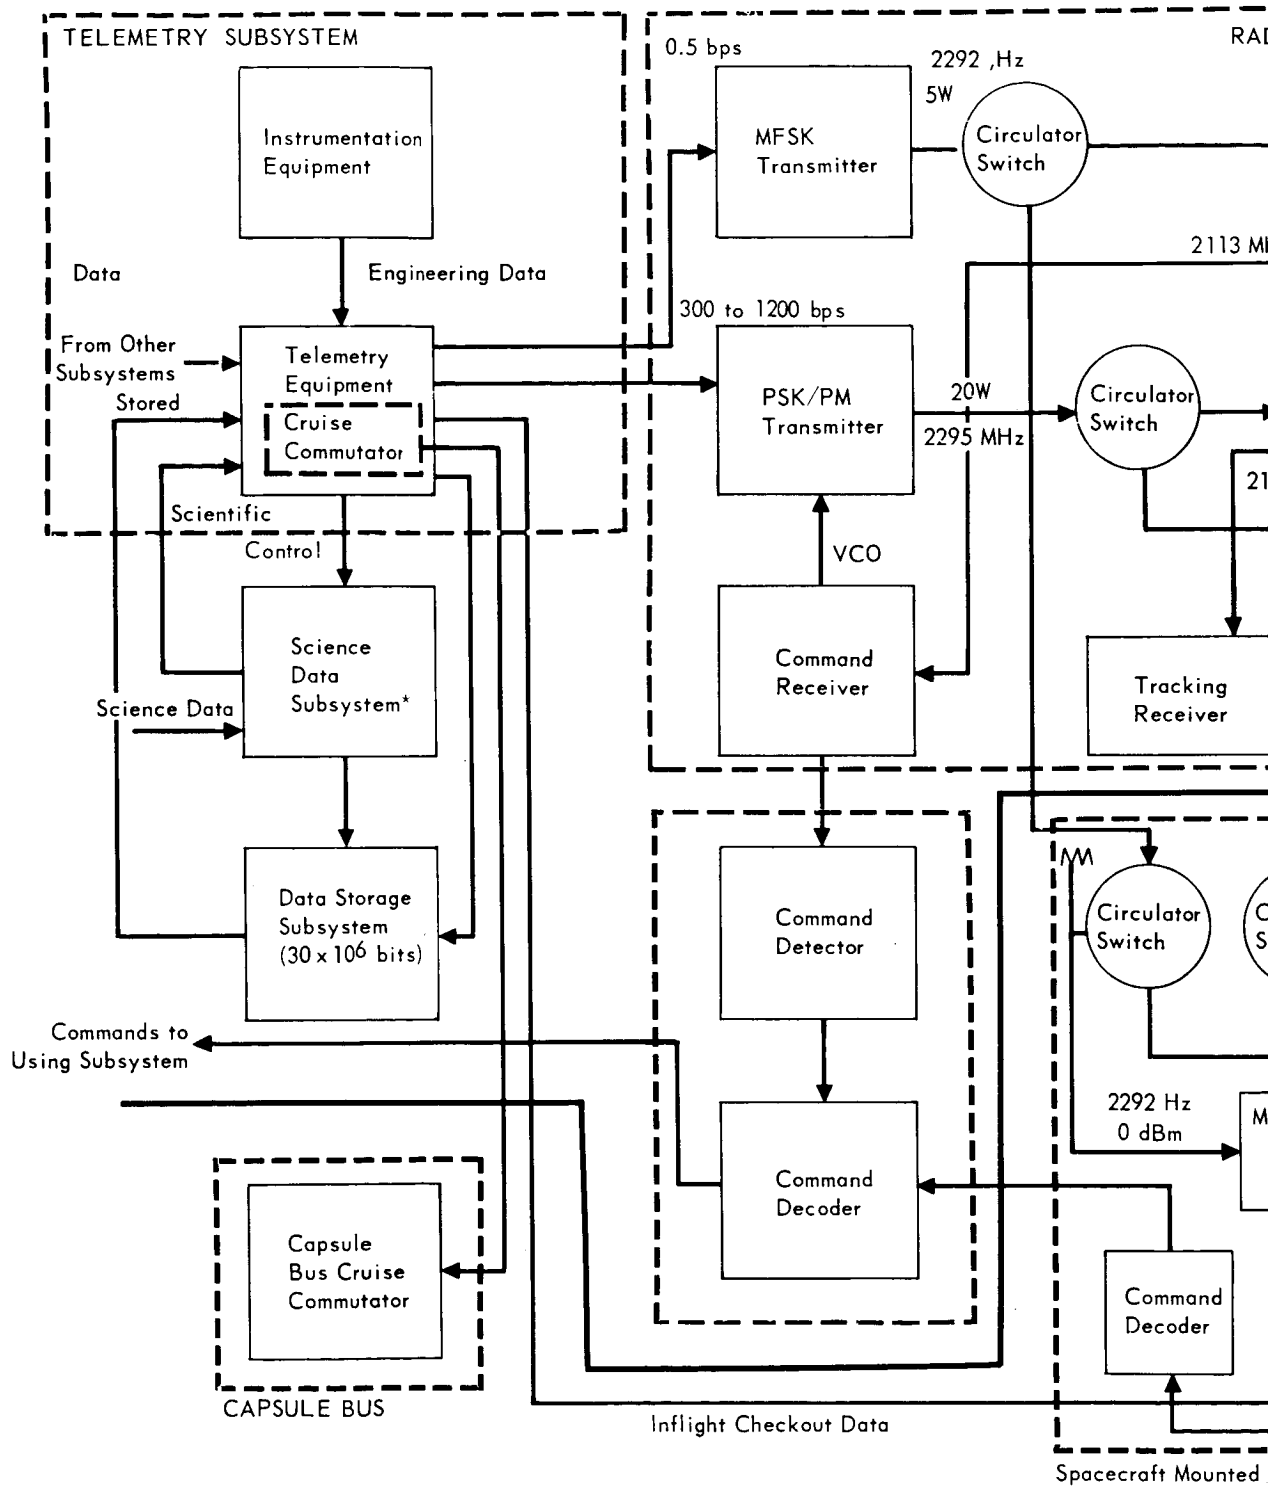 TELEMETRY SUBSYSTEM
Instrumentation
Equipment
Data
Engineering Data
From Other
Subsystems
Stored
Telemetry
Equipment
Cruise
Commutator
Scientific
Control
Science
Data
Subsystem*
Science Data
Data Storage
Subsystem
(30 x 10⁶ bits)
Commands to
Using Subsystem
Capsule
Bus Cruise
Commutator
CAPSULE BUS
RAD
0.5 bps
MFSK
Transmitter
2292 ,Hz
5W
Circulator
Switch
2113 MH
300 to 1200 bps
PSK/PM
Transmitter
20W
2295 MHz
Circulator
Switch
21
VCO
Command
Receiver
Tracking
Receiver
Command
Detector
Command
Decoder
Circulator
Switch
C
S
2292 Hz
0 dBm
M
Command
Decoder
Inflight Checkout Data
Spacecraft Mounted